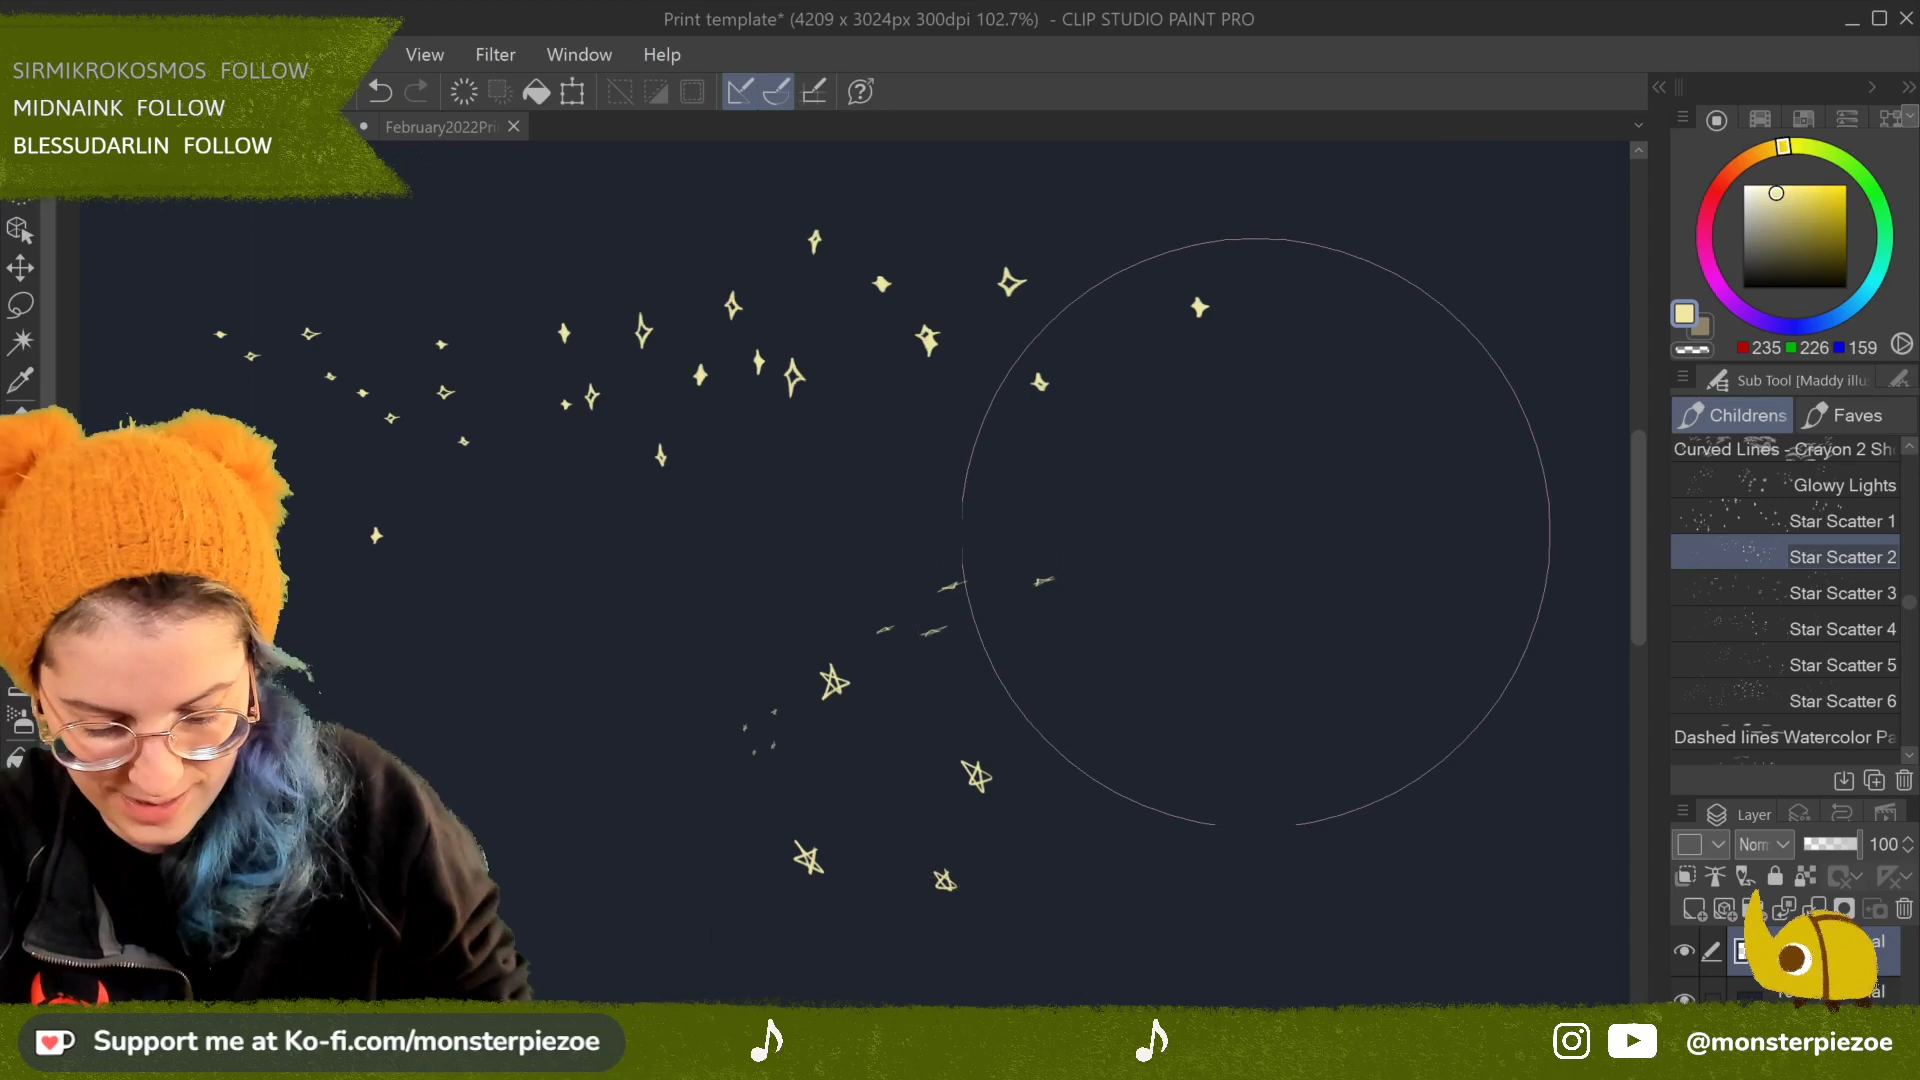 Print template* (4209 x 3024px 300dpi 102.7%) - CLIP STUDIO PAINT PRO
View Filter Window Help
SIRMIKROKOSMOS FOLLOW
MIDNAINK FOLLOW
BLESSUDARLIN FOLLOW
February2022Pri
235 226 159
Sub Tool [Maddy illu
Childrens Faves
Curved Lines - Crayon 2 Sh
Glowy Lights
Star Scatter 1
Star Scatter 2
Star Scatter 3
Star Scatter 4
Star Scatter 5
Star Scatter 6
Dashed lines Watercolor Pa
Layer
Norm 100
al
al
Support me at Ko-fi.com/monsterpiezoe
@monsterpiezoe